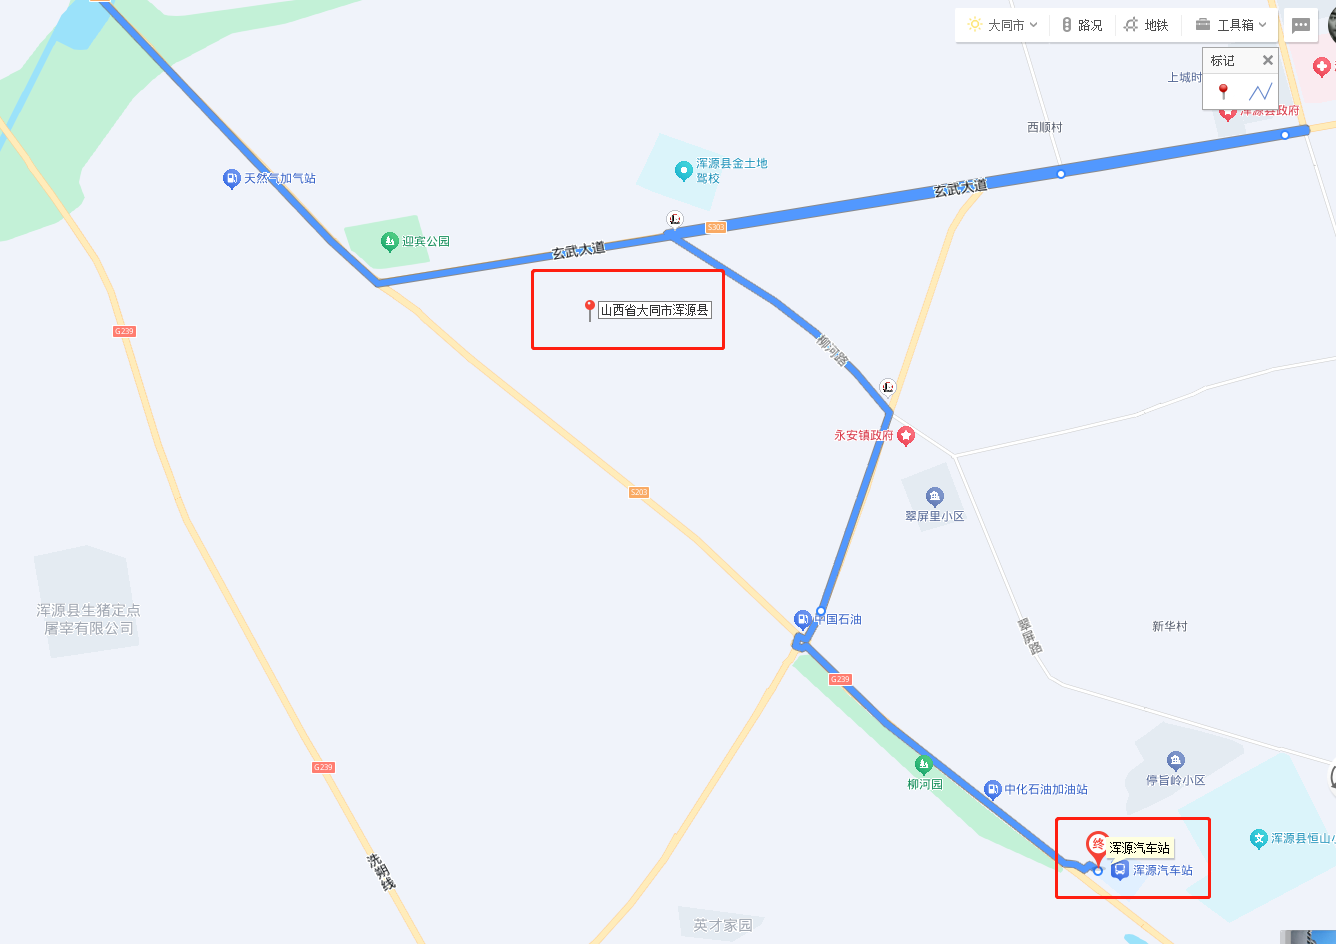 大同市
路况
地铁
工具箱
标记
上城时
浑源县政府
西顺村
浑源县金土地
驾校
天然气加气站
玄武大道
S303
迎宾公园
玄武大道
山西省大同市浑源县
G239
柳河路
永安镇政府
S203
翠屏里小区
浑源县生猪定点
屠宰有限公司
中国石油
翠屏路
新华村
G239
G239
柳河园
中化石油加油站
停旨岭小区
终
浑源汽车站
浑源汽车站
文
浑源县恒山小
洗朔线
英才家园